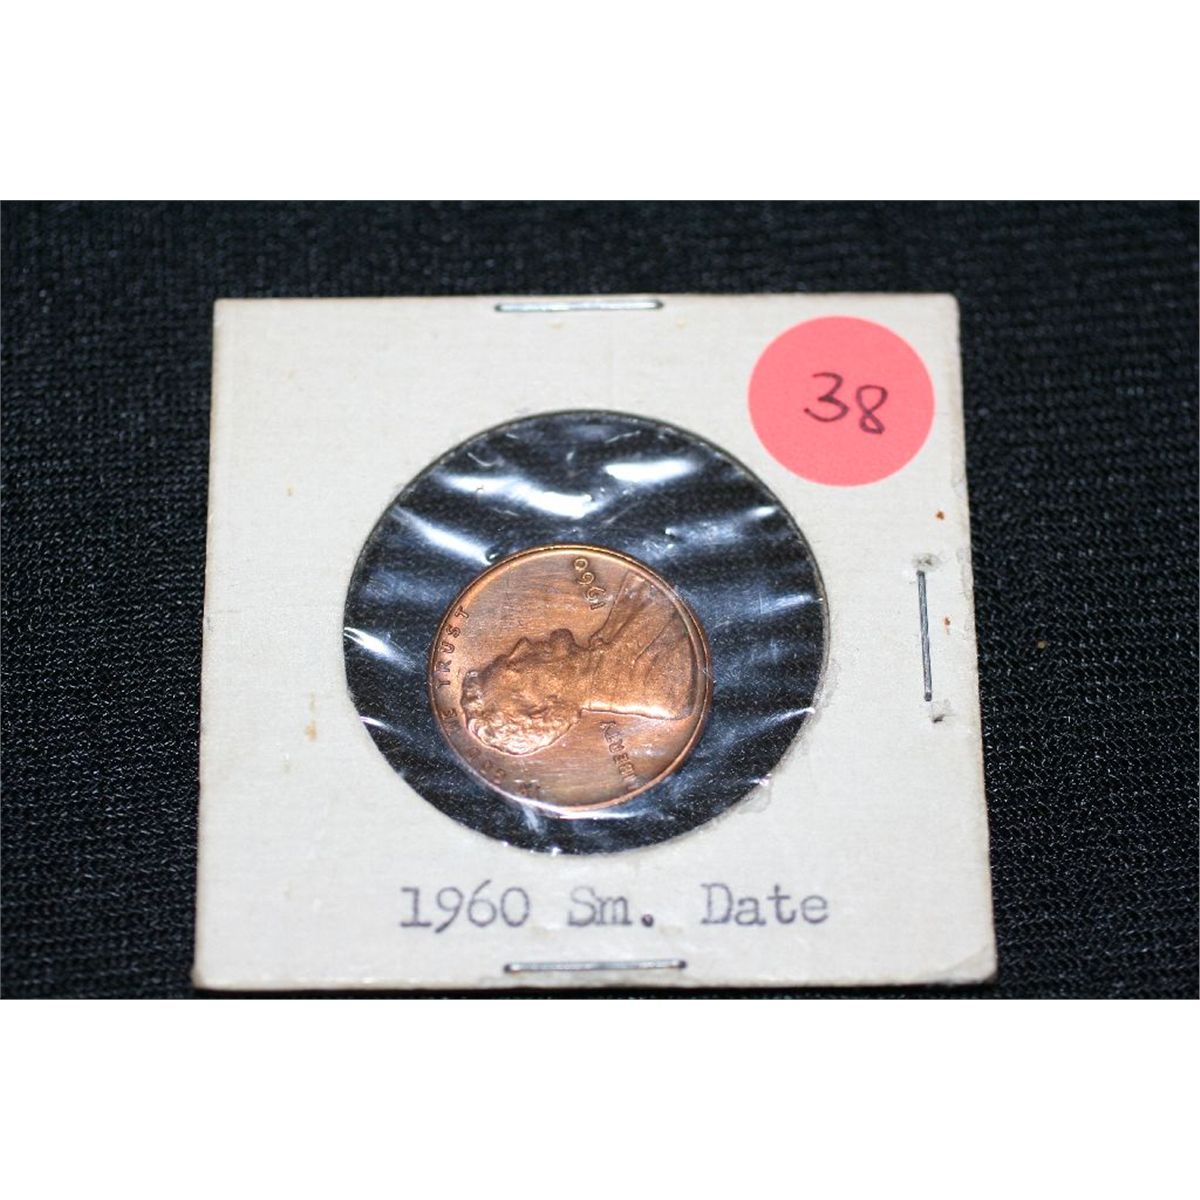 38
IN GOD WE TRUST
LIBERTY
1960
1960 Sm. Date